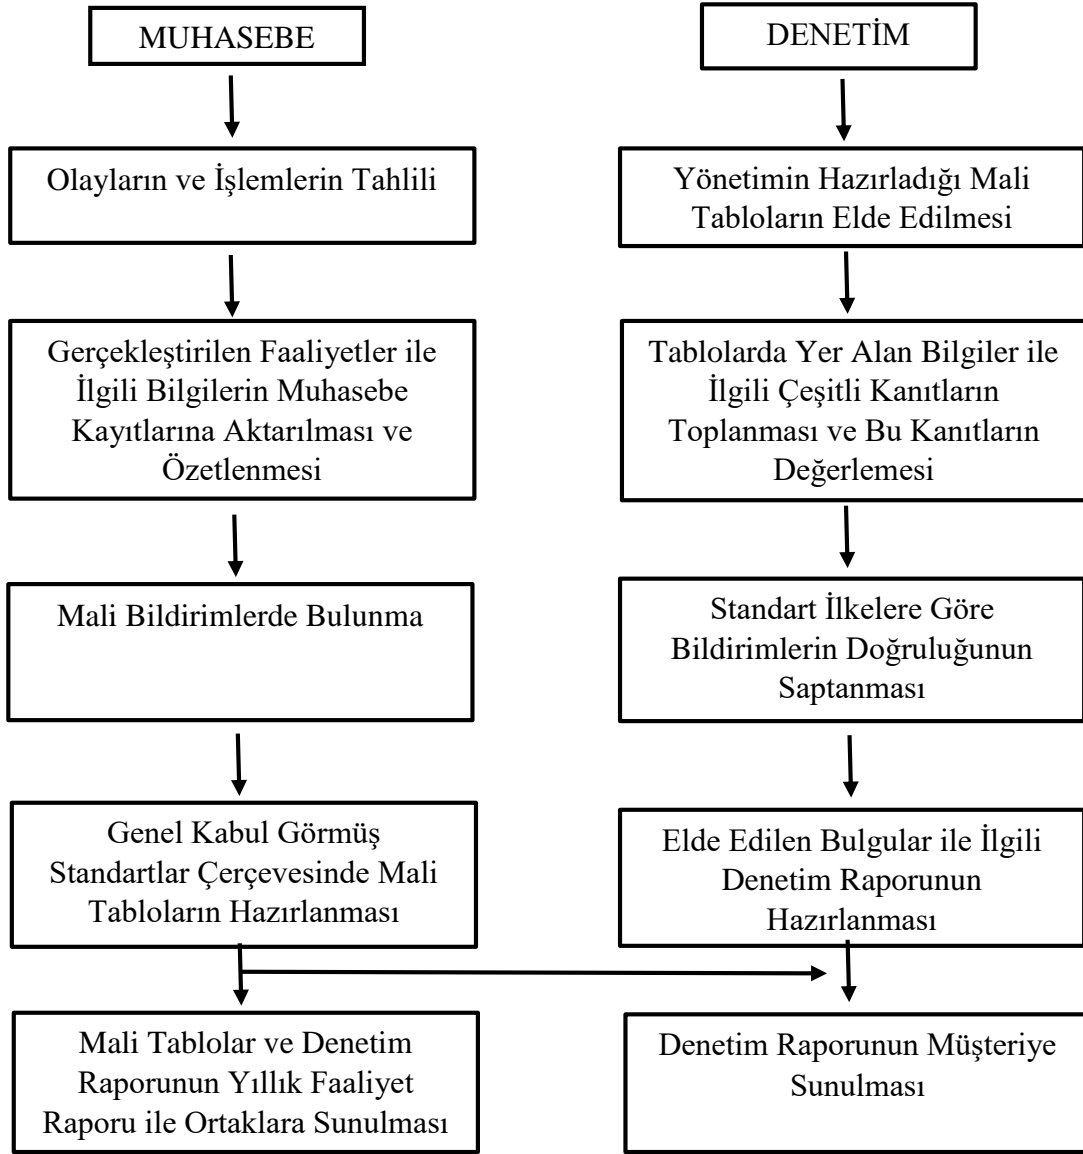 MUHASEBE
Olayların ve İşlemlerin Tahlili
Gerçekleştirilen Faaliyetler ile
İlgili Bilgilerin Muhasebe
Kayıtlarına Aktarılması ve
Özetlenmesi
Mali Bildirimlerde Bulunma
Genel Kabul Görmüş
Standartlar Çerçevesinde Mali
Tabloların Hazırlanması
Mali Tablolar ve Denetim
Raporunun Yıllık Faaliyet
Raporu ile Ortaklara Sunulması
DENETİM
Yönetimin Hazırladığı Mali
Tabloların Elde Edilmesi
Tablolarda Yer Alan Bilgiler ile
İlgili Çeşitli Kanıtların
Toplanması ve Bu Kanıtların
Değerlemesi
Standart İlkelere Göre
Bildirimlerin Doğruluğunun
Saptanması
Elde Edilen Bulgular ile İlgili
Denetim Raporunun
Hazırlanması
Denetim Raporunun Müşteriye
Sunulması